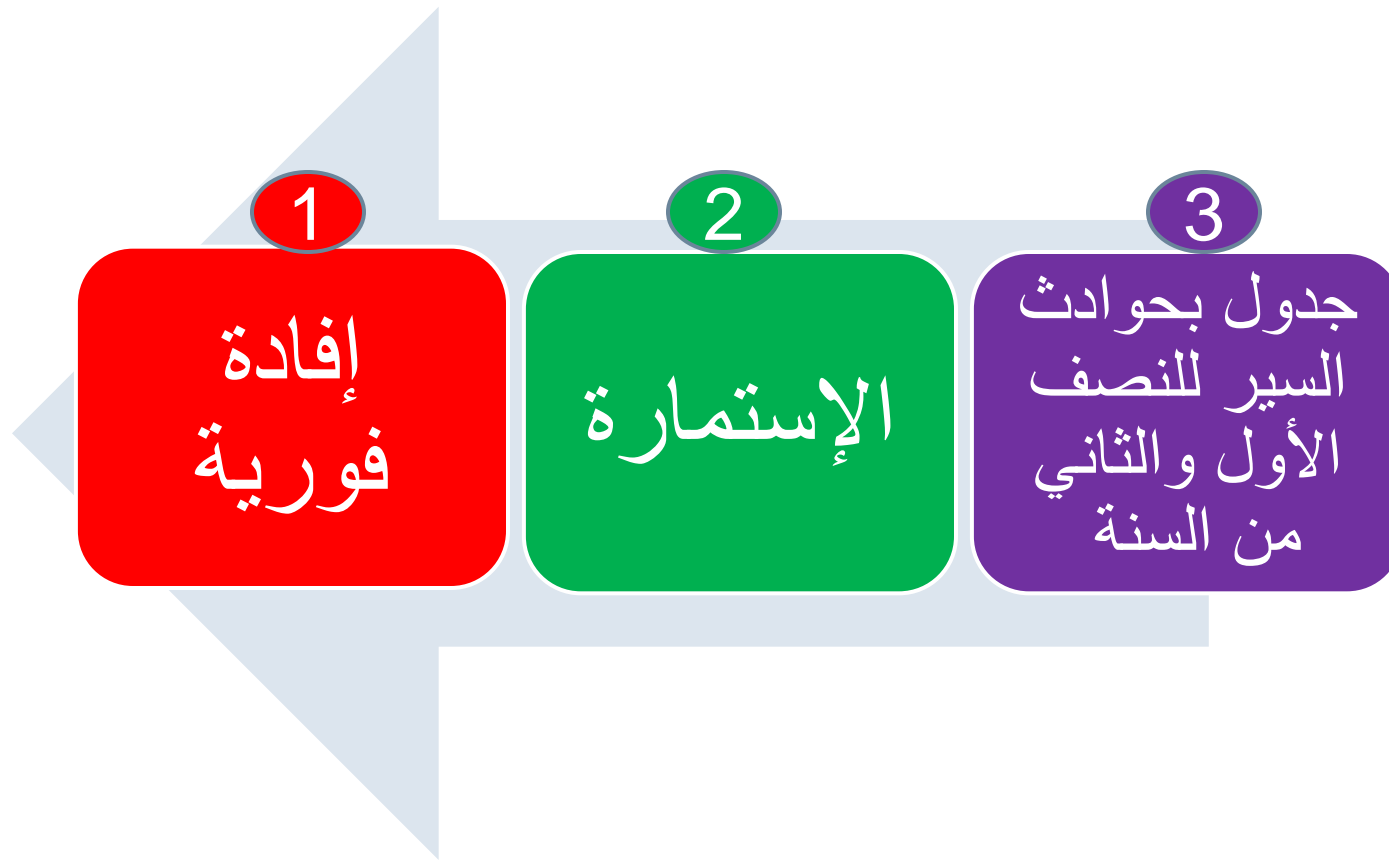 1
إفادة
فورية
2
الإستمارة
3
جدول بحوادث
السير للنصف
الأول والثاني
من السنة